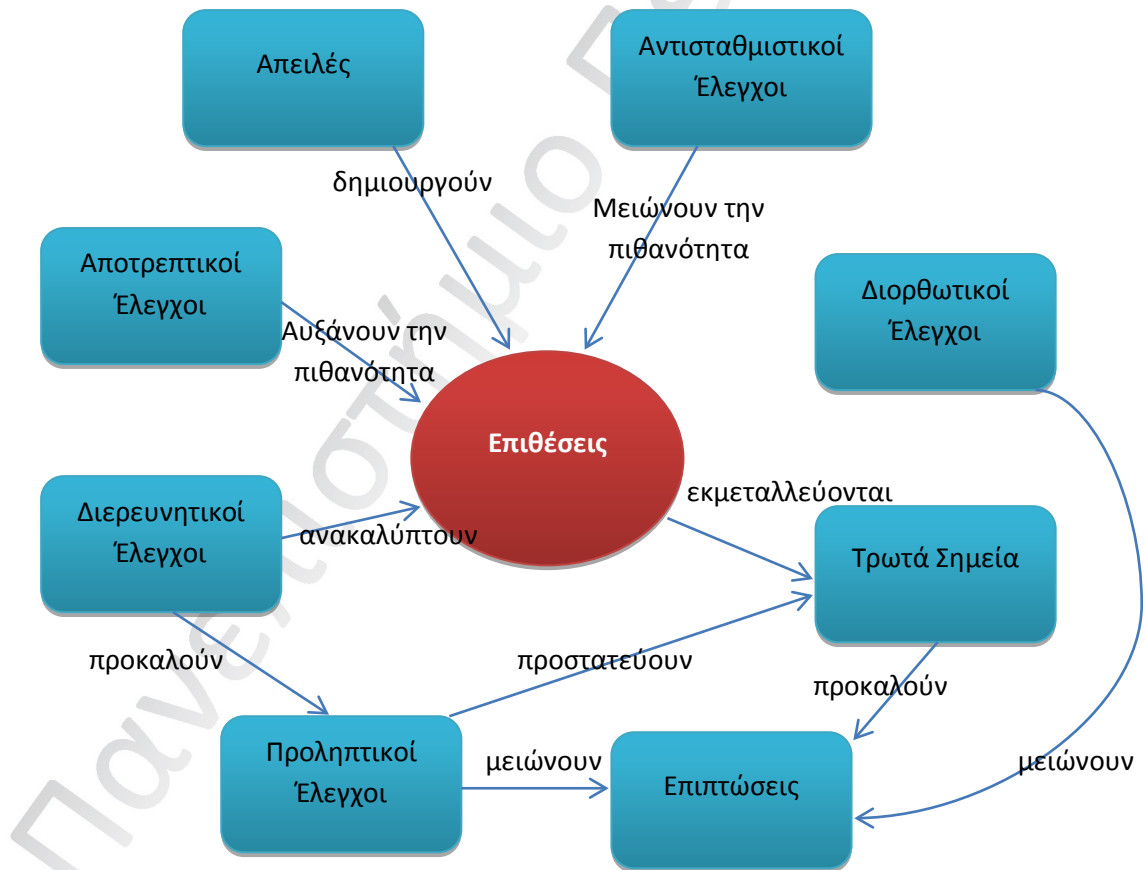 Απειλές
Αντισταθμιστικοί
Έλεγχοι
δημιουργούν
Μειώνουν την
πιθανότητα
Αποτρεπτικοί
Έλεγχοι
Διορθωτικοί
Έλεγχοι
Αυξάνουν την
πιθανότητα
Επιθέσεις
εκμεταλλεύονται
Διερευνητικοί
Έλεγχοι
ανακαλύπτουν
Τρωτά Σημεία
προκαλούν
προστατεύουν
προκαλούν
Προληπτικοί
Έλεγχοι
μειώνουν
Επιπτώσεις
μειώνουν
Πανεπιστήμιο